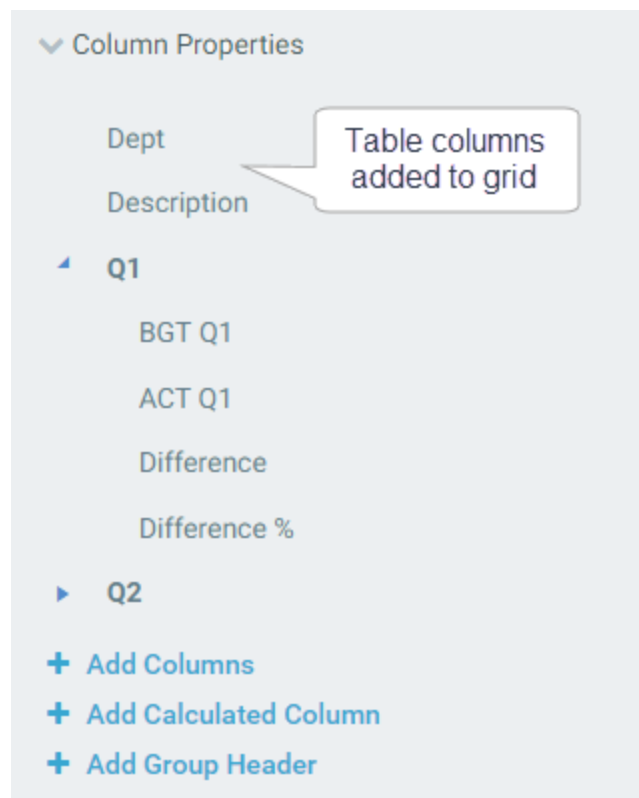 Column Properties
Dept
Table columns
added to grid
Description
Q1
BGT Q1
ACT Q1
Difference
Difference %
Q2
Add Columns
Add Calculated Column
Add Group Header